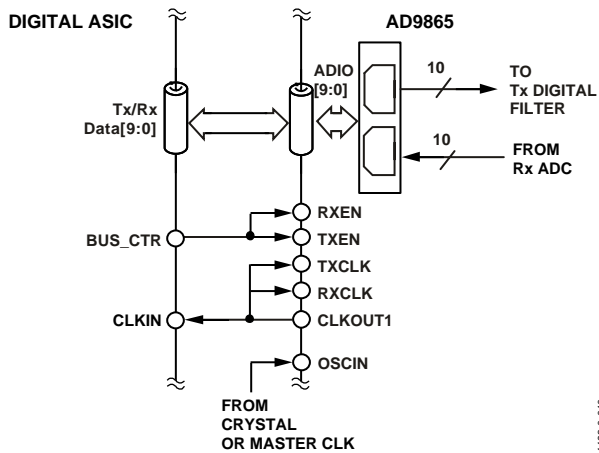 DIGITAL ASIC
AD9865
ADIO
[9:0]
10
TO
Tx DIGITAL
FILTER
Tx/Rx
Data[9:0]
10
FROM
Rx ADC
RXEN
BUS_CTR
TXEN
TXCLK
RXCLK
CLKIN
CLKOUT1
OSCIN
FROM
CRYSTAL
OR MASTER CLK